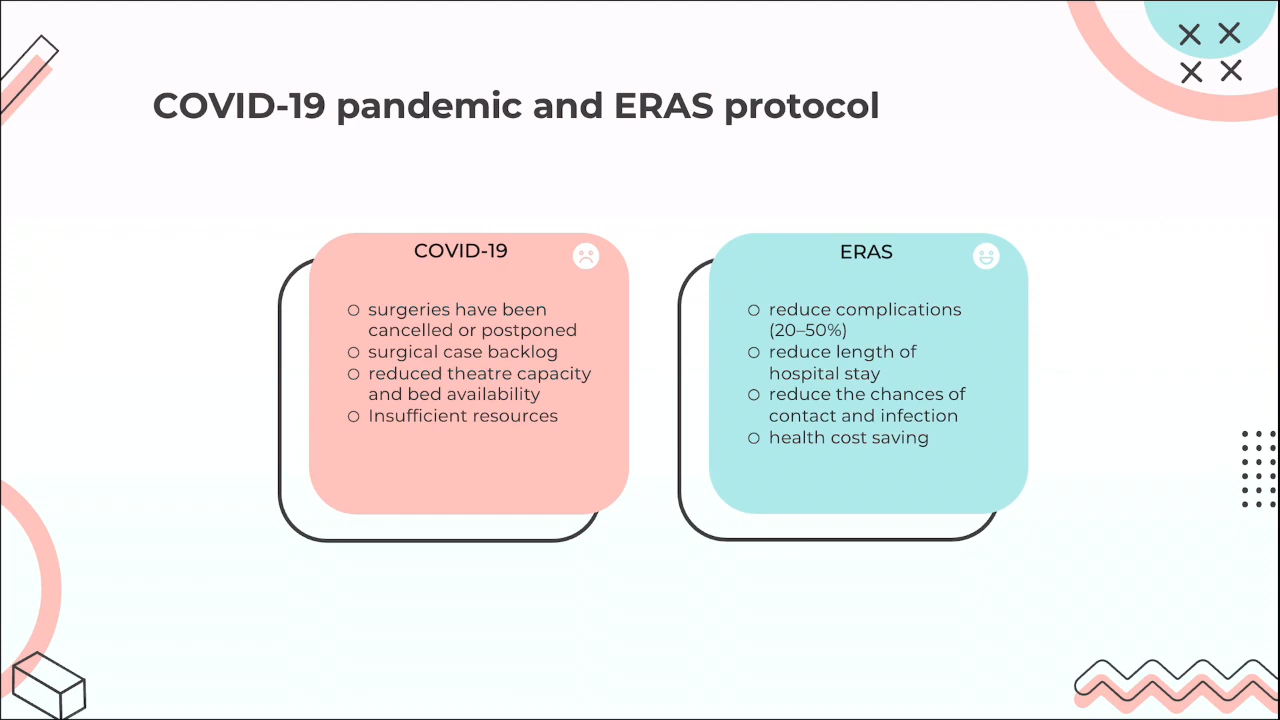 COVID-19 pandemic and ERAS protocol
COVID-19
surgeries have been
cancelled or postponed
surgical case backlog
reduced theatre capacity
and bed availability
Insufficient resources
ERAS
reduce complications
(20–50%)
reduce length of
hospital stay
reduce the chances of
contact and infection
health cost saving